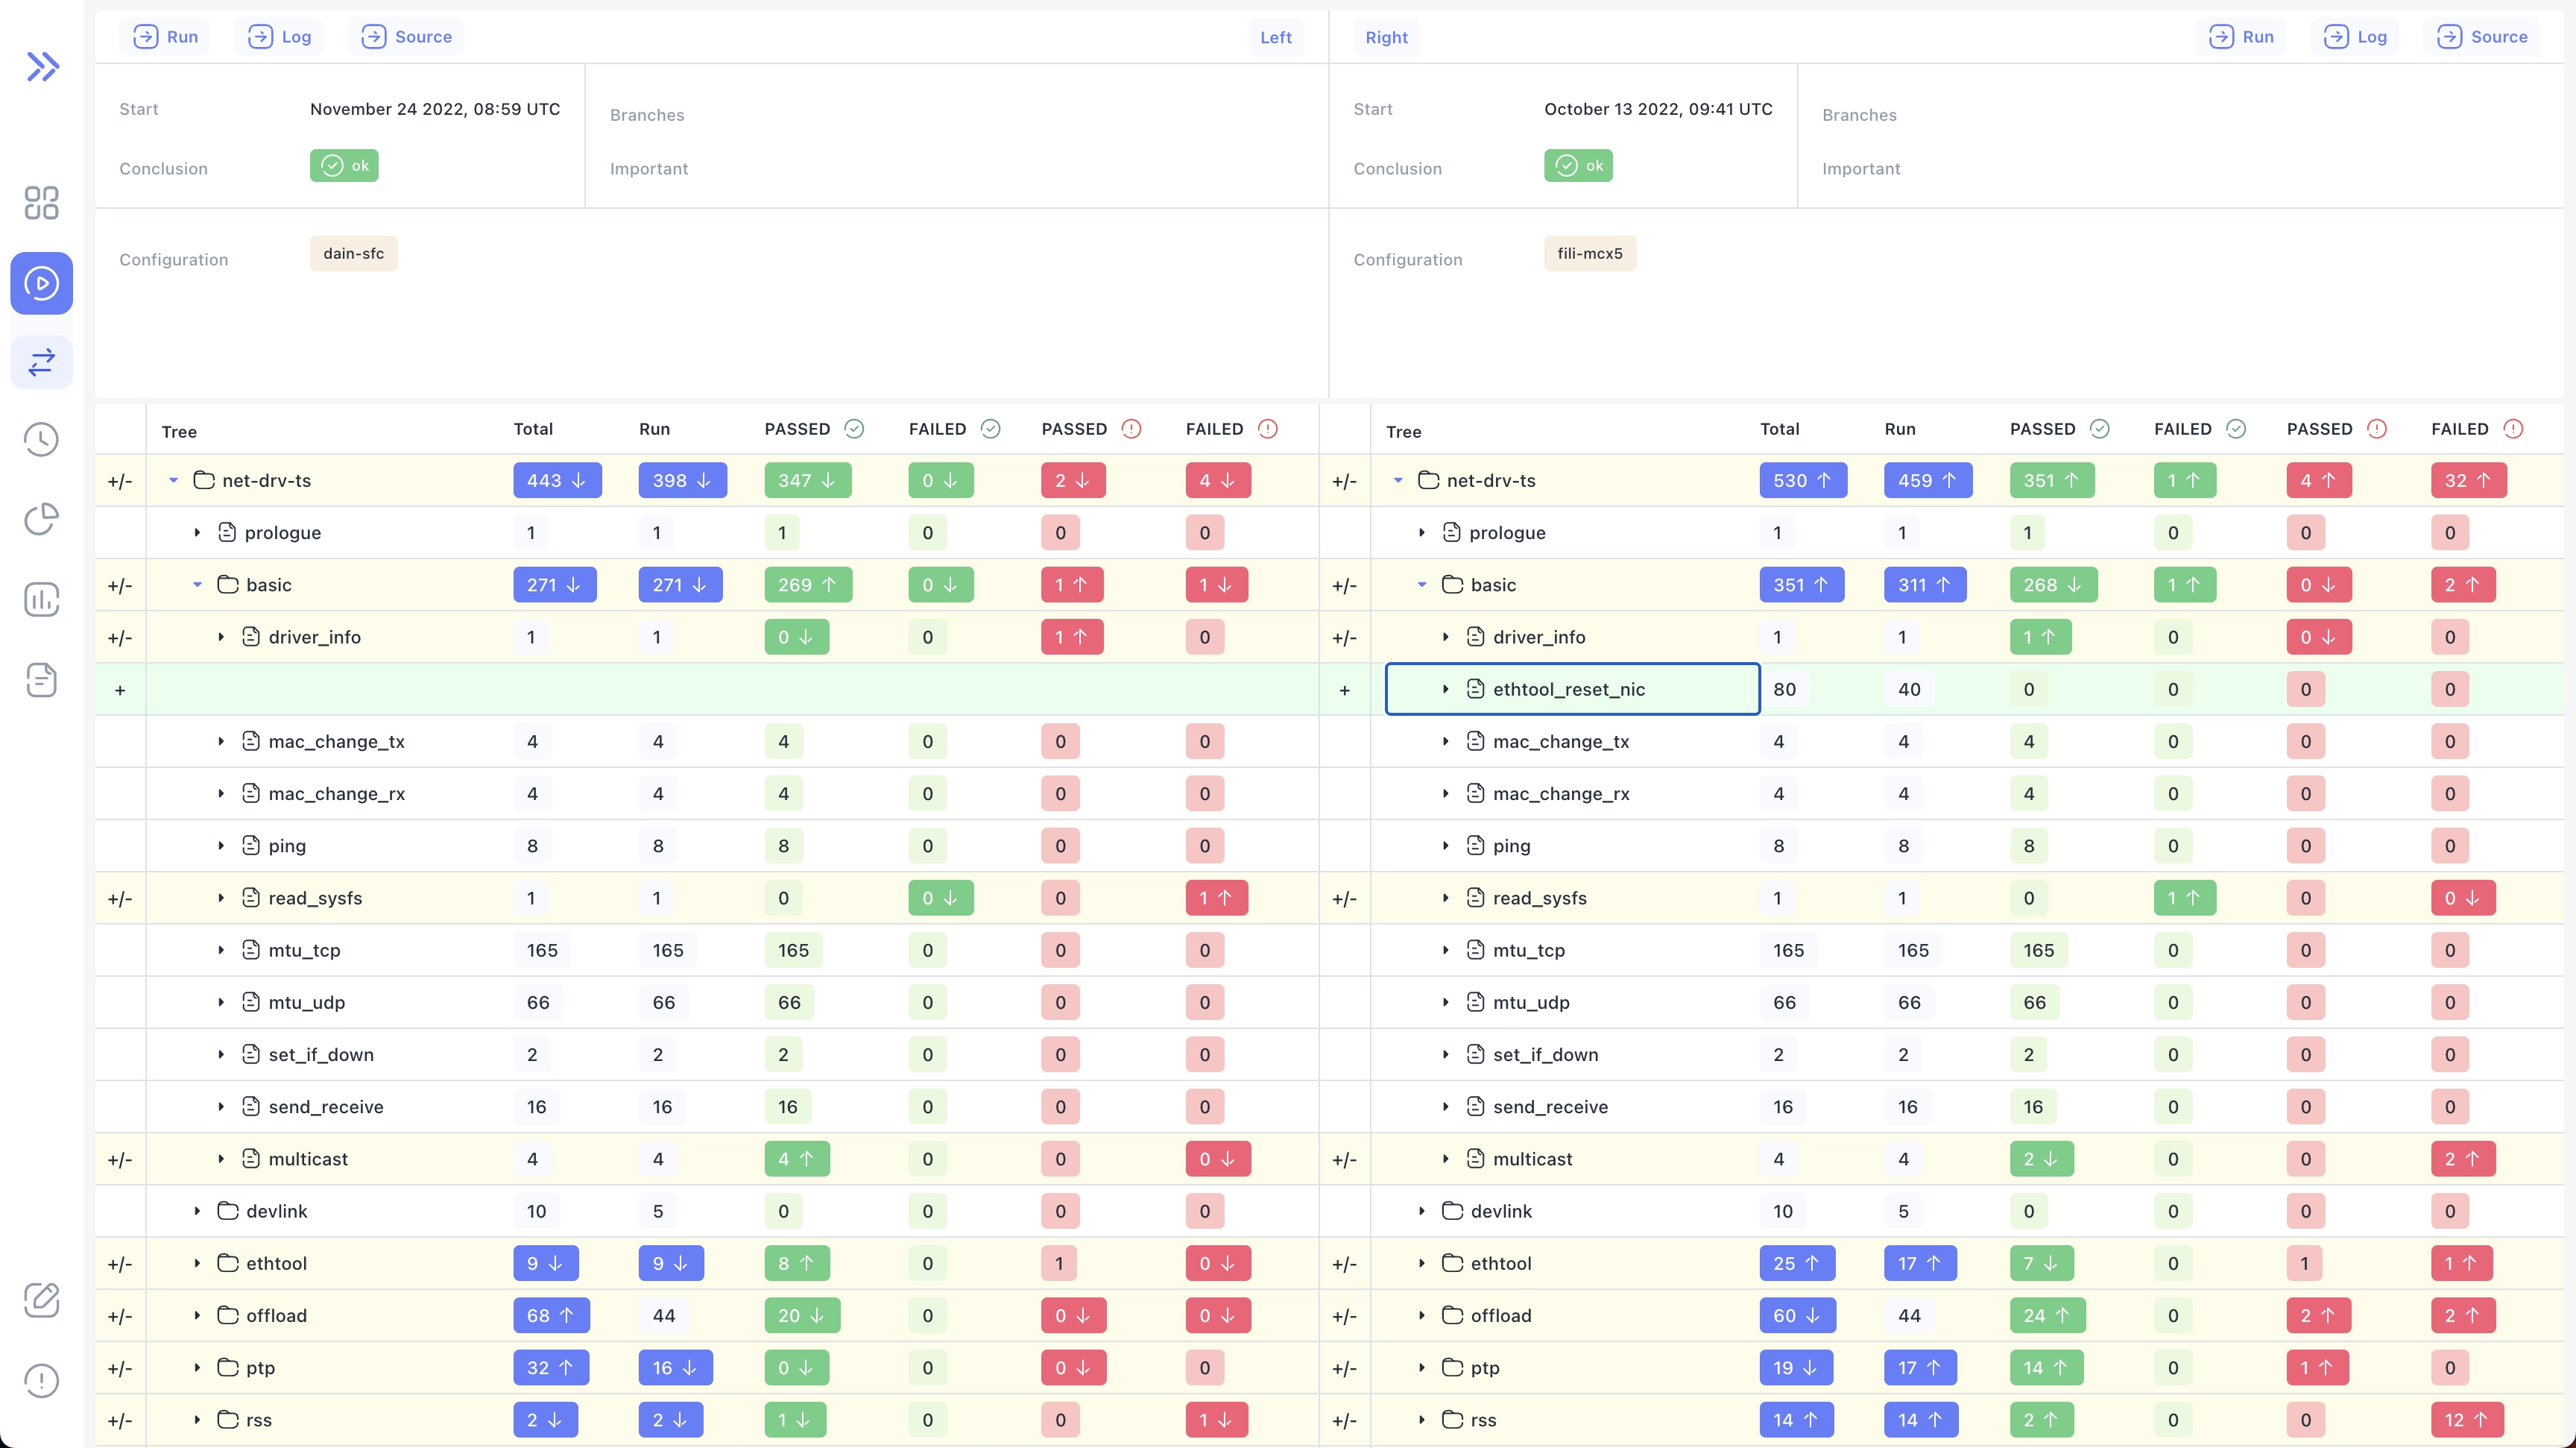 Run Log Source Left Right Run Log Source
Start November 24 2022, 08:59 UTC Branches Start October 13 2022, 09:41 UTC Branches
Conclusion ok Important Conclusion ok Important
Configuration dain-sfc Configuration fili-mcx5
Tree Total Run PASSED FAILED PASSED FAILED Tree Total Run PASSED FAILED PASSED FAILED
+/- net-drv-ts 443 ↓ 398 ↓ 347 ↓ 0 ↓ 2 ↓ 4 ↓ +/- net-drv-ts 530 ↑ 459 ↑ 351 ↑ 1 ↑ 4 ↑ 32 ↑
prologue 1 1 1 0 0 0 prologue 1 1 1 0 0 0
+/- basic 271 ↓ 271 ↓ 269 ↑ 0 ↓ 1 ↑ 1 ↓ +/- basic 351 ↑ 311 ↑ 268 ↓ 1 ↑ 0 ↓ 2 ↑
+/- driver_info 1 1 0 ↓ 0 1 ↑ 0 +/- driver_info 1 1 1 ↑ 0 0 ↓ 0
+ + ethtool_reset_nic 80 40 0 0 0 0
mac_change_tx 4 4 4 0 0 0 mac_change_tx 4 4 4 0 0 0
mac_change_rx 4 4 4 0 0 0 mac_change_rx 4 4 4 0 0 0
ping 8 8 8 0 0 0 ping 8 8 8 0 0 0
+/- read_sysfs 1 1 0 0 ↓ 0 1 ↑ +/- read_sysfs 1 1 0 1 ↑ 0 0 ↓
mtu_tcp 165 165 165 0 0 0 mtu_tcp 165 165 165 0 0 0
mtu_udp 66 66 66 0 0 0 mtu_udp 66 66 66 0 0 0
set_if_down 2 2 2 0 0 0 set_if_down 2 2 2 0 0 0
send_receive 16 16 16 0 0 0 send_receive 16 16 16 0 0 0
+/- multicast 4 4 4 ↑ 0 0 0 ↓ +/- multicast 4 4 2 ↓ 0 0 2 ↑
devlink 10 5 0 0 0 0 devlink 10 5 0 0 0 0
+/- ethtool 9 ↓ 9 ↓ 8 ↑ 0 1 0 ↓ +/- ethtool 25 ↑ 17 ↑ 7 ↓ 0 1 1 ↑
+/- offload 68 ↑ 44 20 ↓ 0 0 ↓ 0 ↓ +/- offload 60 ↓ 44 24 ↑ 0 2 ↑ 2 ↑
+/- ptp 32 ↑ 16 ↓ 0 ↓ 0 0 ↓ 0 +/- ptp 19 ↓ 17 ↑ 14 ↑ 0 1 ↑ 0
+/- rss 2 ↓ 2 ↓ 1 ↓ 0 0 1 ↓ +/- rss 14 ↑ 14 ↑ 2 ↑ 0 0 12 ↑